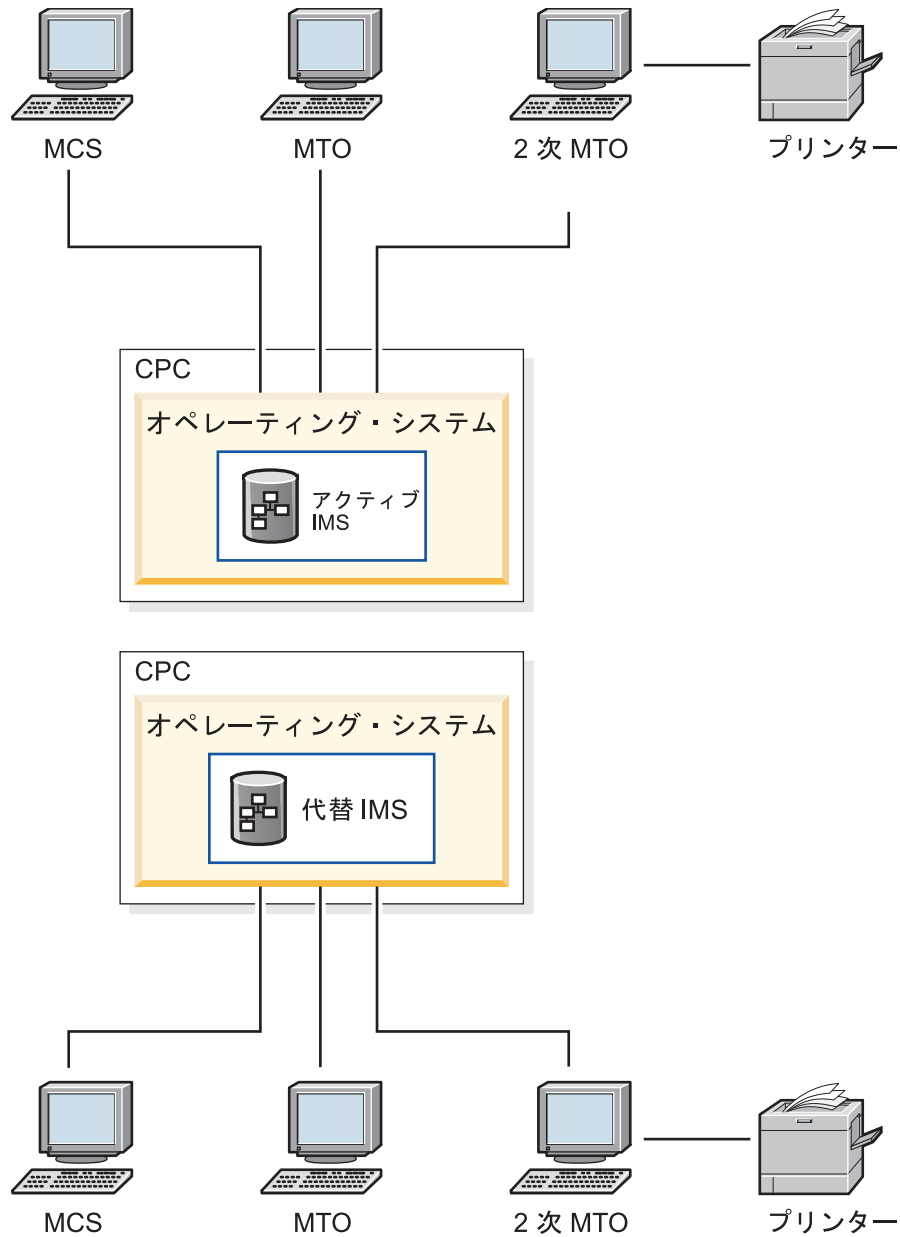 MCS
MTO
2 次 MTO
プリンター
CPC
オペレーティング・システム
アクティブ
IMS
CPC
オペレーティング・システム
代替 IMS
MCS
MTO
2 次 MTO
プリンター